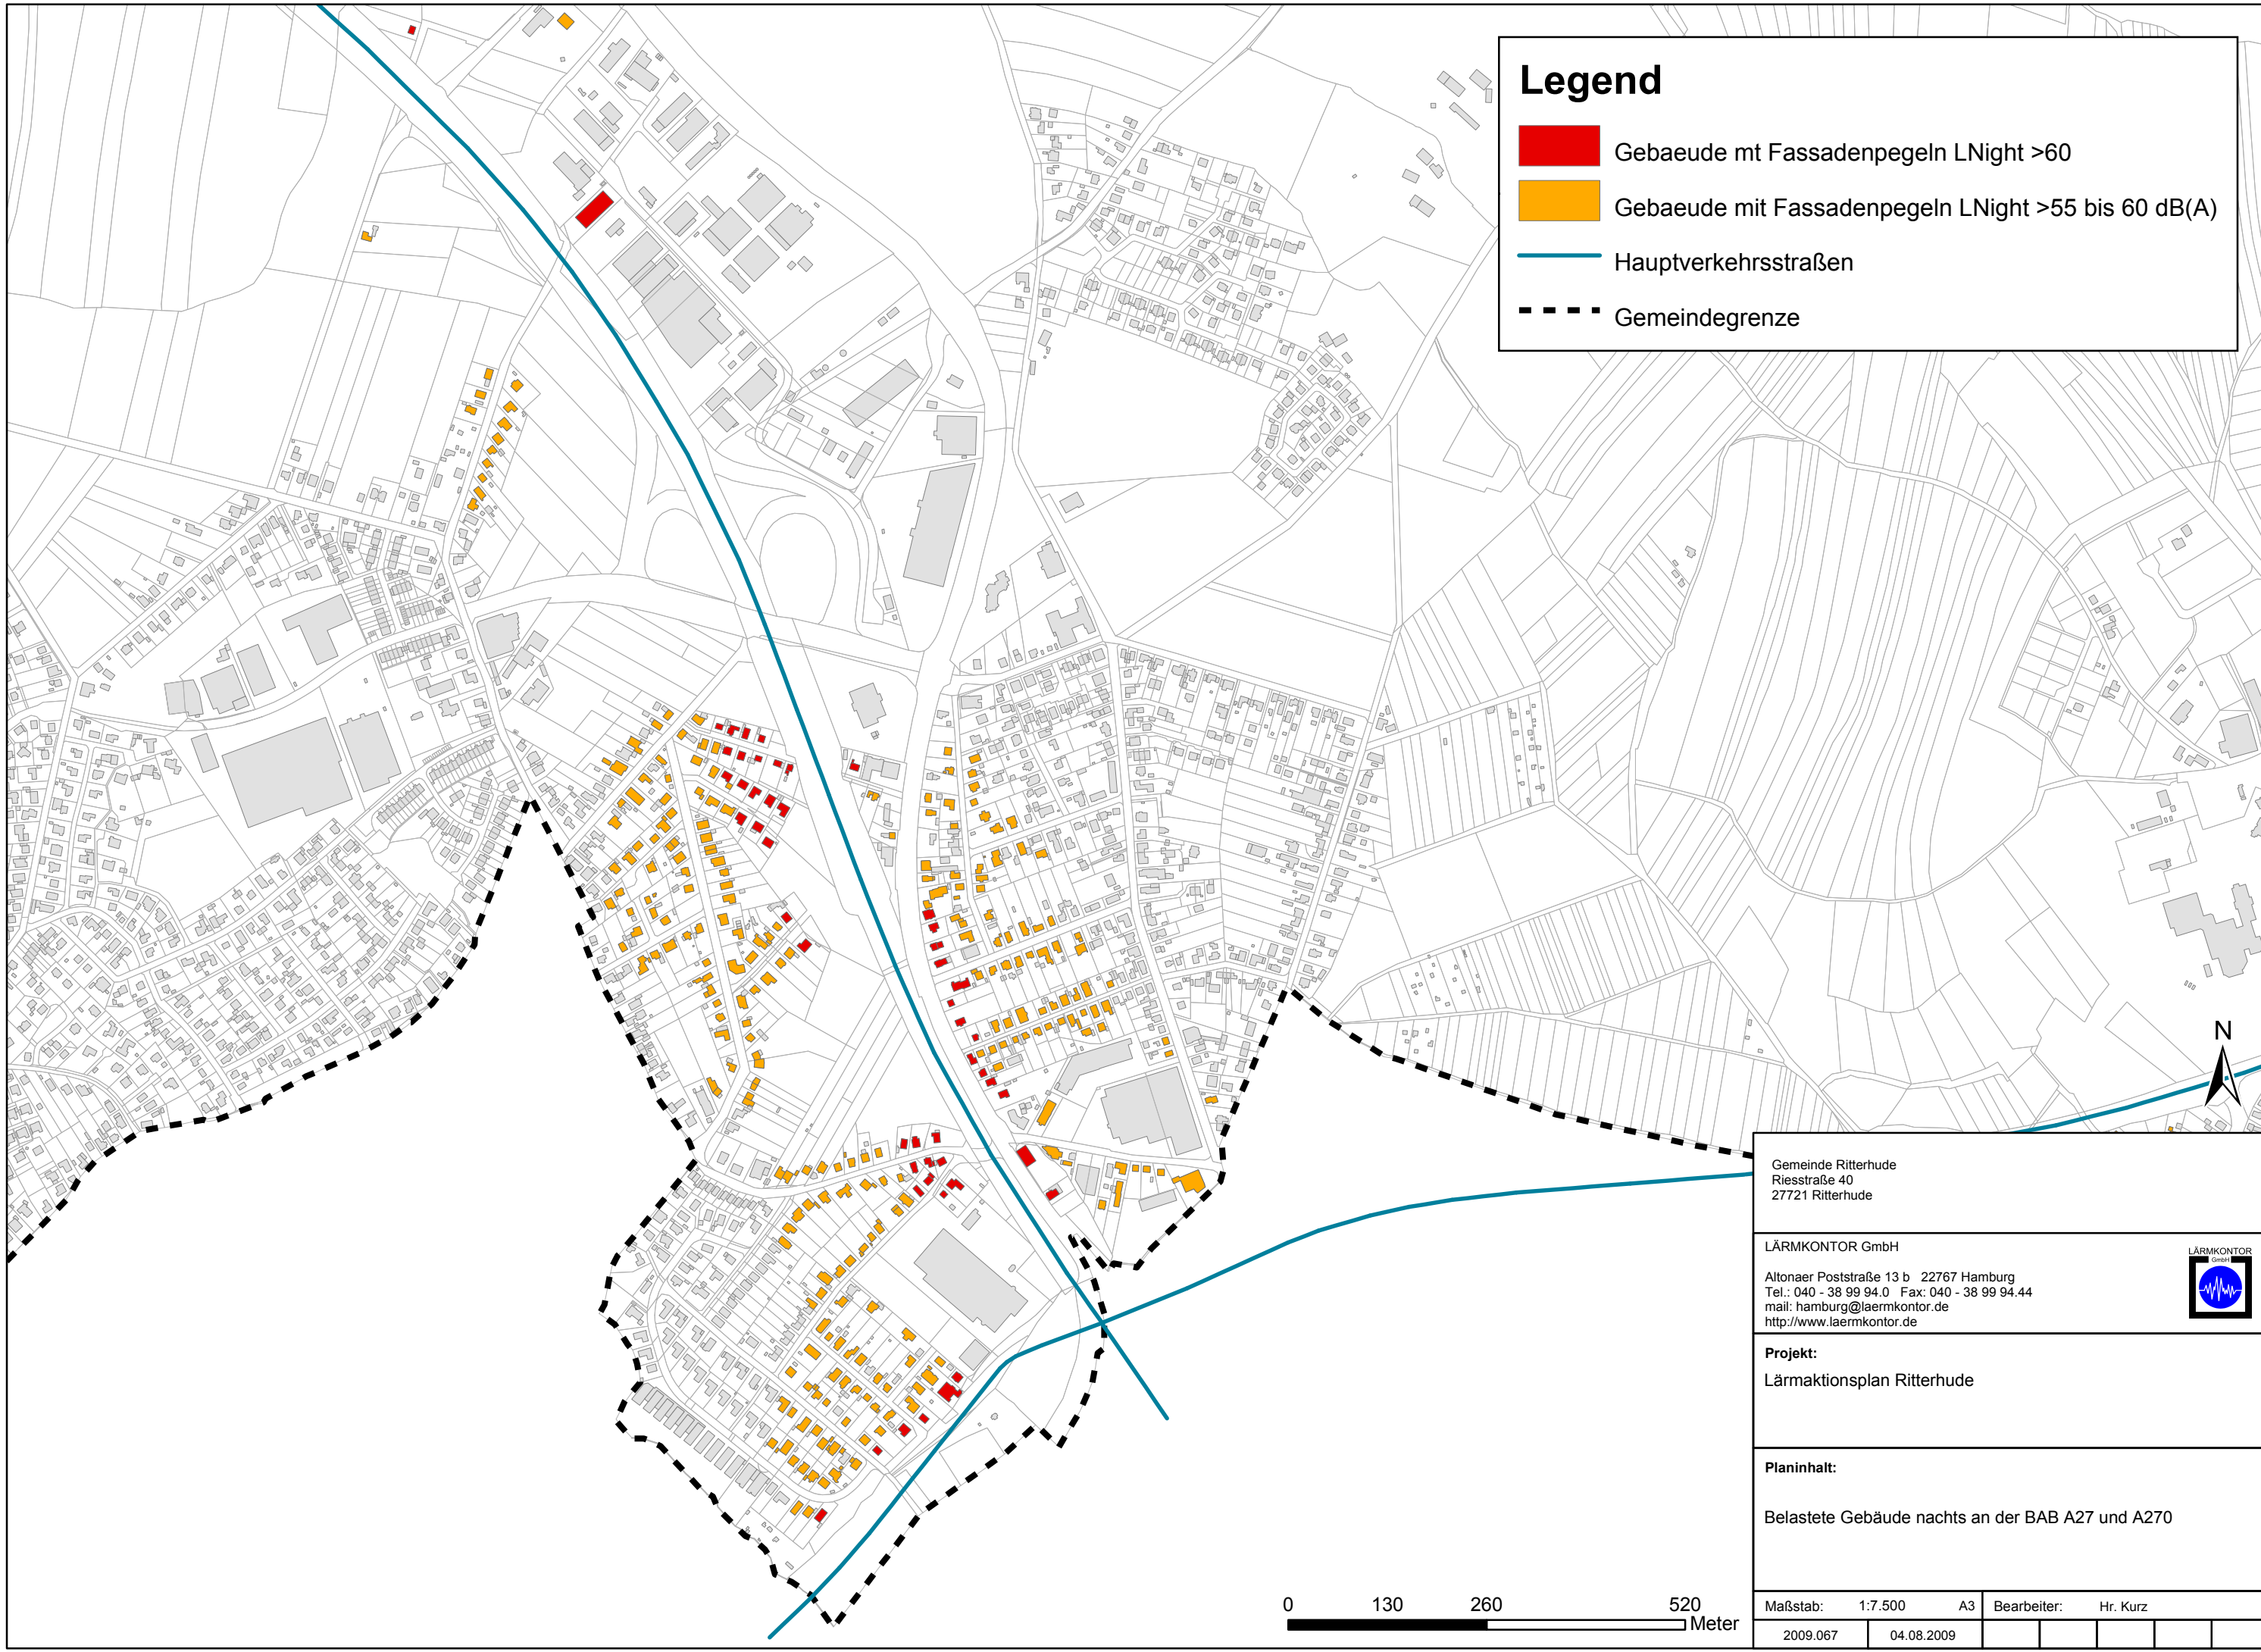 Legend
Gebaeude mt Fassadenpegeln LNight >60
Gebaeude mit Fassadenpegeln LNight >55 bis 60 dB(A)
Hauptverkehrsstraßen
Gemeindegrenze
N
Gemeinde Ritterhude
Riesstraße 40
27721 Ritterhude
LÄRMKONTOR GmbH
Altonaer Poststraße 13 b 22767 Hamburg
Tel.: 040 - 38 99 94.0 Fax: 040 - 38 99 94.44
mail: hamburg@laermkontor.de
http://www.laermkontor.de
LÄRMKONTOR
GmbH
Projekt:
Lärmaktionsplan Ritterhude
Planinhalt:
Belastete Gebäude nachts an der BAB A27 und A270
0 130 260 520
Meter
Maßstab: 1:7.500 A3 Bearbeiter: Hr. Kurz
2009.067 04.08.2009